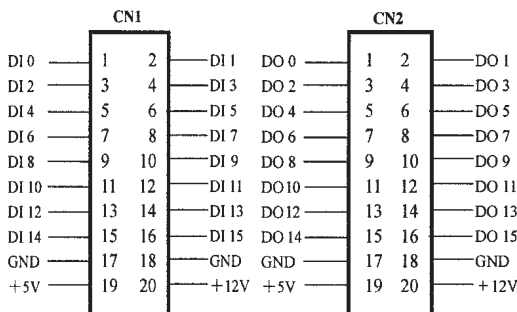 CN1 CN2
DI 0 1 2 DI 1 DO 0 1 2 DO 1
DI 2 3 4 DI 3 DO 2 3 4 DO 3
DI 4 5 6 DI 5 DO 4 5 6 DO 5
DI 6 7 8 DI 7 DO 6 7 8 DO 7
DI 8 9 10 DI 9 DO 8 9 10 DO 9
DI 10 11 12 DI 11 DO 10 11 12 DO 11
DI 12 13 14 DI 13 DO 12 13 14 DO 13
DI 14 15 16 DI 15 DO 14 15 16 DO 15
GND 17 18 GND GND 17 18 GND
+5V 19 20 +12V +5V 19 20 +12V